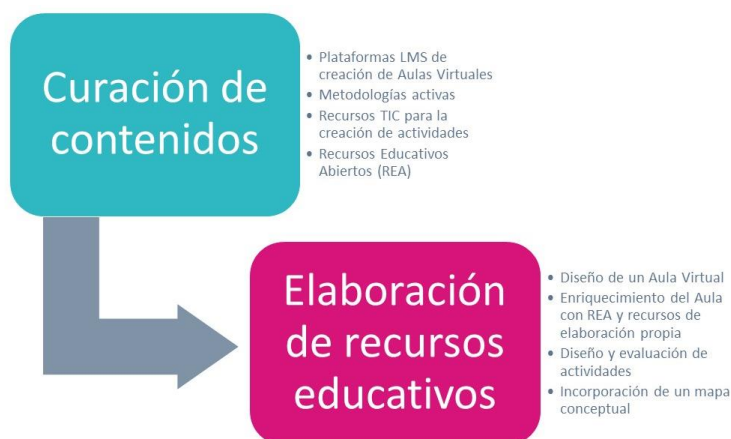 Curación de
contenidos
• Plataformas LMS de
creación de Aulas Virtuales
• Metodologías activas
• Recursos TIC para la
creación de actividades
• Recursos Educativos
Abiertos (REA)
Elaboración
de recursos
educativos
• Diseño de un Aula Virtual
• Enriquecimiento del Aula
con REA y recursos de
elaboración propia
• Diseño y evaluación de
actividades
• Incorporación de un mapa
conceptual